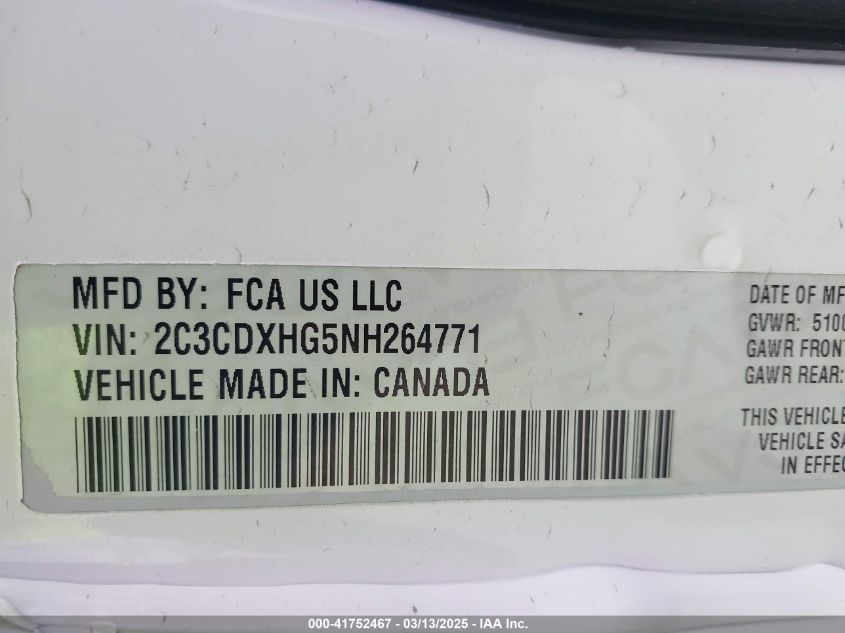 MFD BY: FCA US LLC
VIN: 2C3CDXHG5NH264771
VEHICLE MADE IN: CANADA
DATE OF MF
GVWR: 510
GAWR FRONT
GAWR REAR:
THIS VEHICLE
VEHICLE SA
IN EFFEC
000-41752467 - 03/13/2025 - IAA Inc.